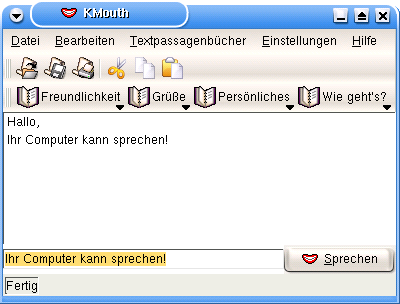 KMouth
Datei Bearbeiten Textpassagenbücher Einstellungen Hilfe
Freundlichkeit Grüße Persönliches Wie geht's?
Hallo,
Ihr Computer kann sprechen!
Ihr Computer kann sprechen! Sprechen
Fertig